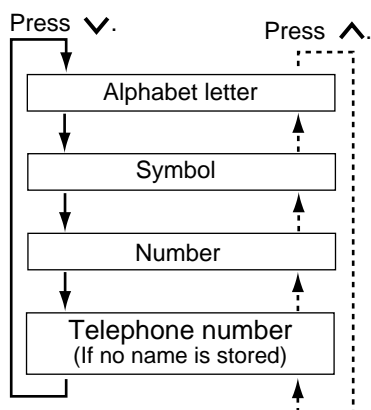 Press ∨.
Press ∧.
Alphabet letter
Symbol
Number
Telephone number
(If no name is stored)